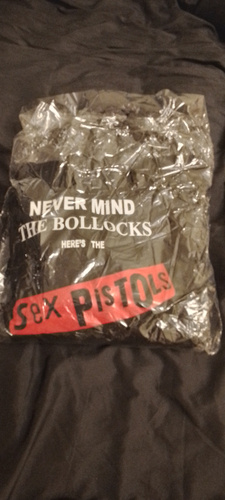 NEVER MIND
THE BOLLOCKS
HERE'S THE
Sex PISTOLS